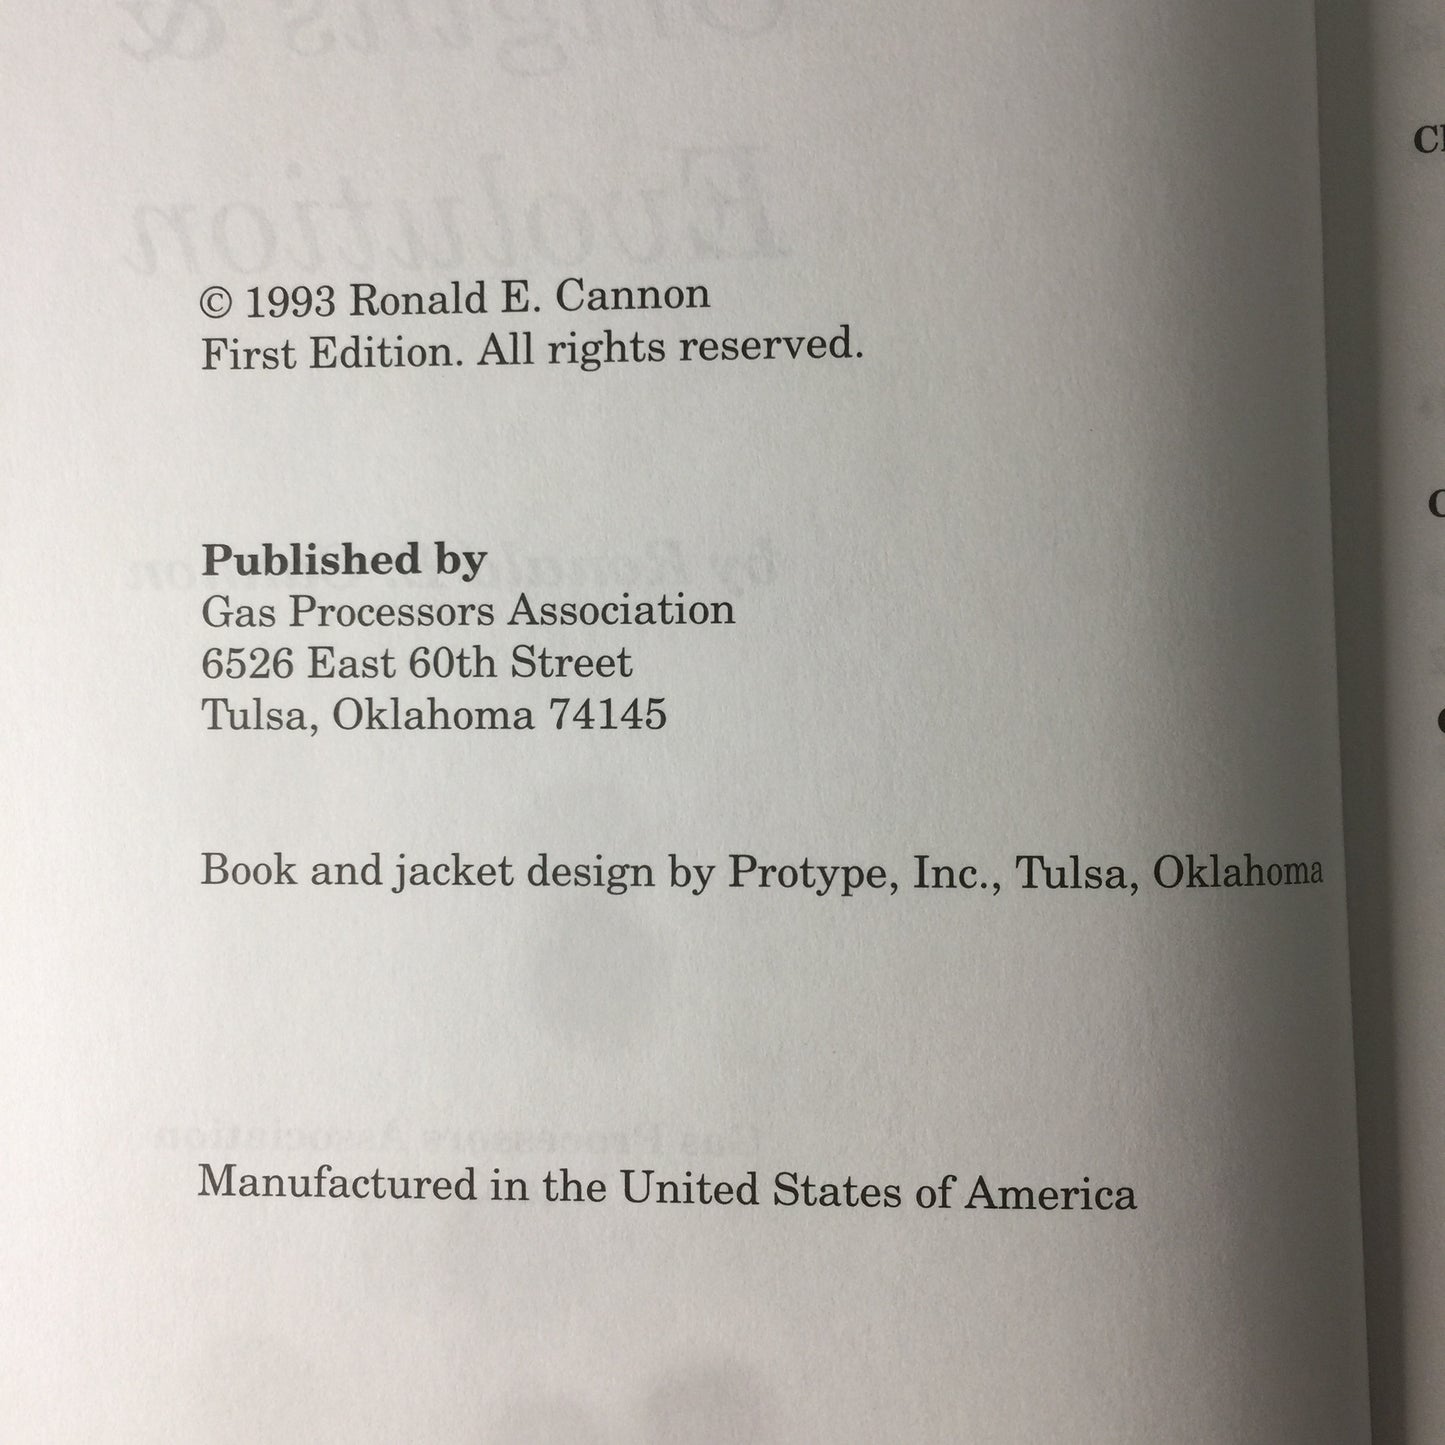 © 1993 Ronald E. Cannon
First Edition. All rights reserved.
Published by
Gas Processors Association
6526 East 60th Street
Tulsa, Oklahoma 74145
Book and jacket design by Protype, Inc., Tulsa, Oklahoma
Manufactured in the United States of America